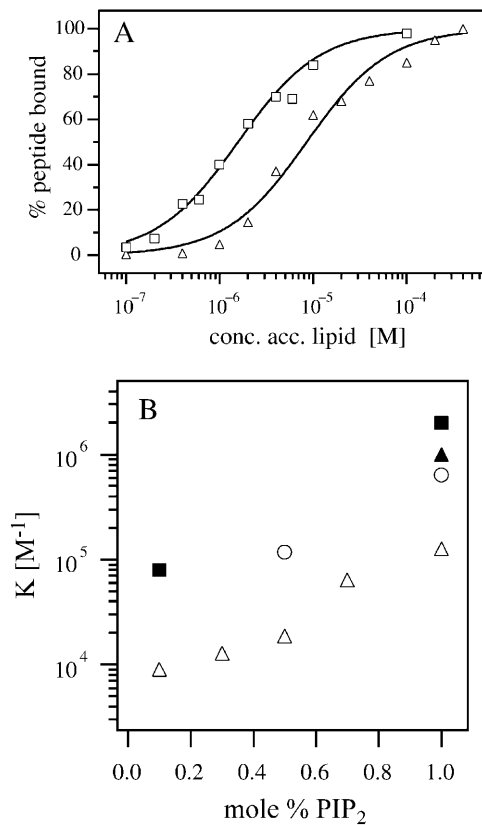 A
100
80
60
40
20
0
% peptide bound
10⁻⁷ 10⁻⁶ 10⁻⁵ 10⁻⁴
conc. acc. lipid [M]
B
10⁶
10⁵
10⁴
K [M⁻¹]
0.0 0.2 0.4 0.6 0.8 1.0
mole % PIP₂